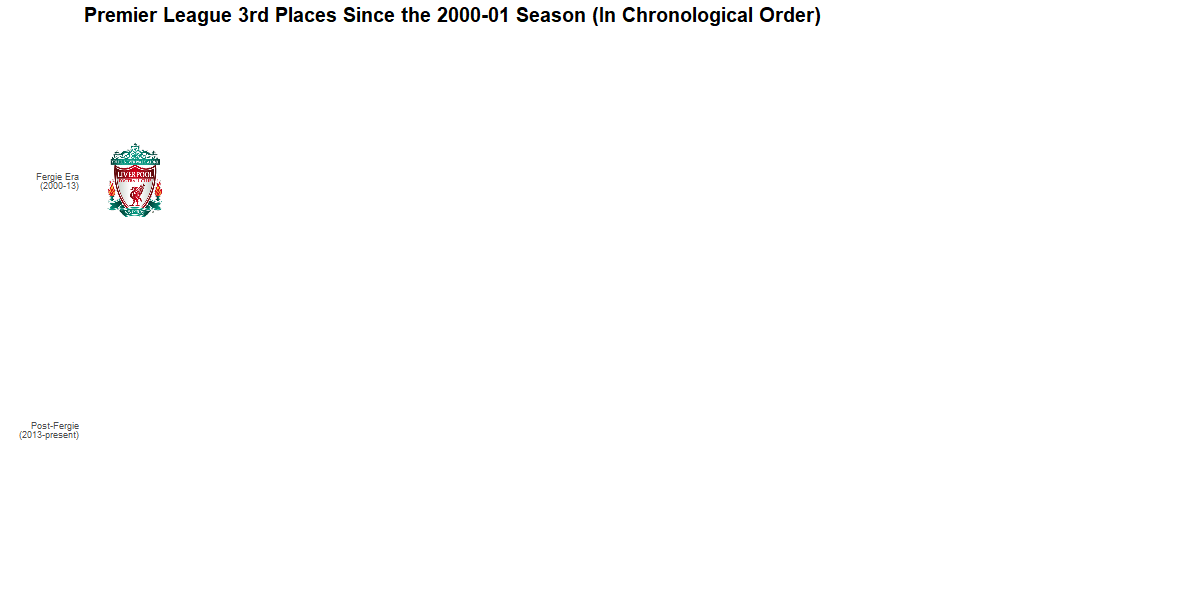 Premier League 3rd Places Since the 2000-01 Season (In Chronological Order)
Fergie Era
(2000-13)
LIVERPOOL
Post-Fergie
(2013-present)